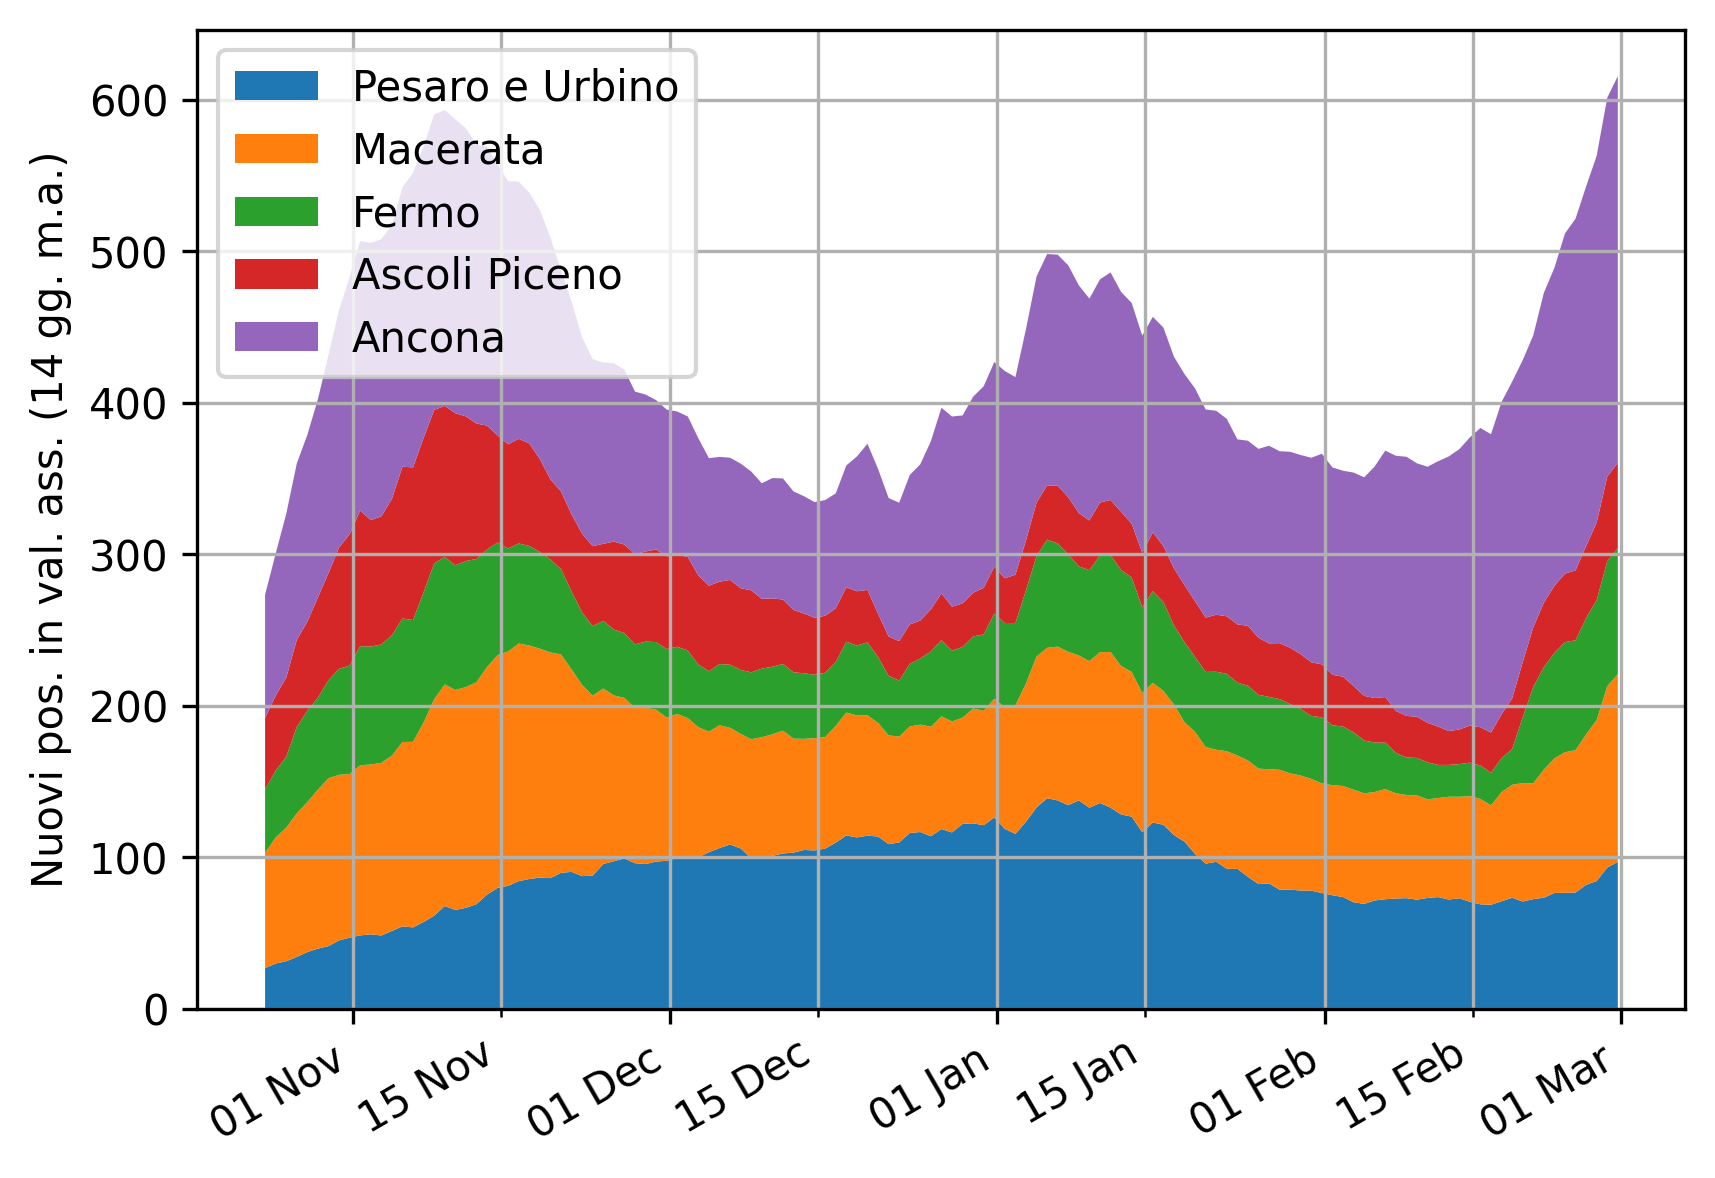 Pesaro e Urbino
Macerata
Fermo
Ascoli Piceno
Ancona
Nuovi pos. in val. ass. (14 gg. m.a.)
600
500
400
300
200
100
0
01 Nov
15 Nov
01 Dec
15 Dec
01 Jan
15 Jan
01 Feb
15 Feb
01 Mar